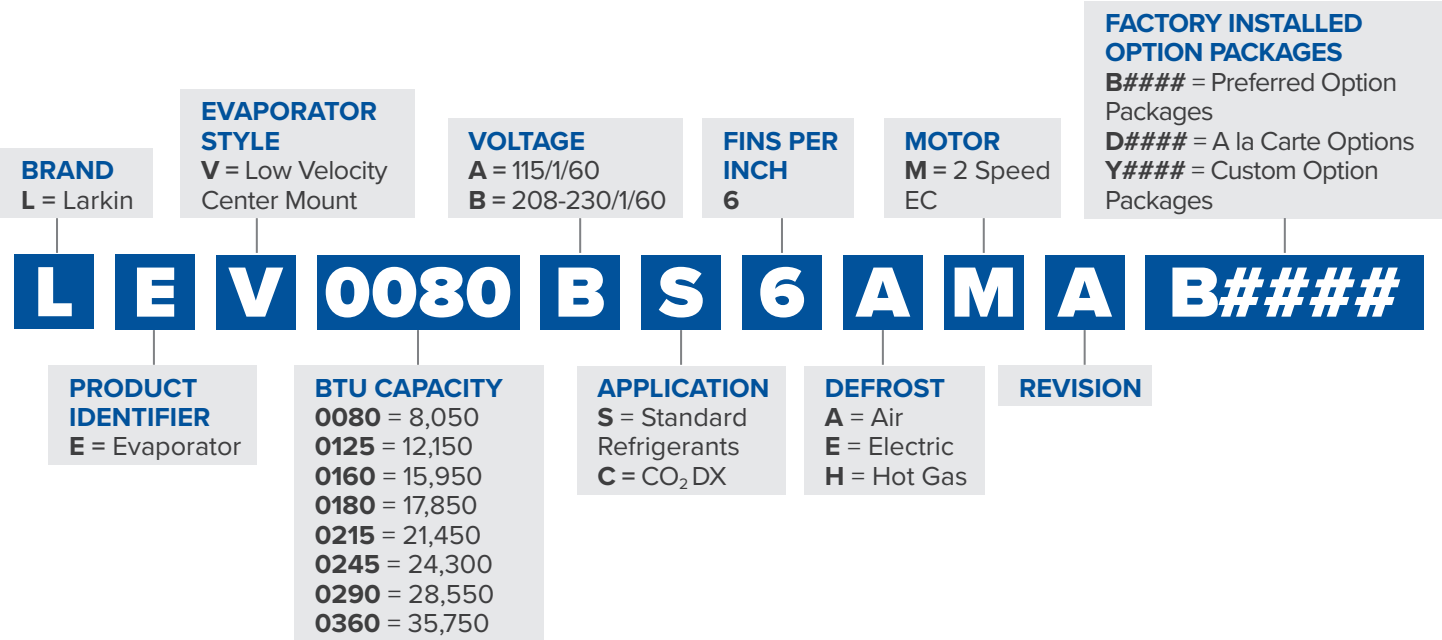 BRAND
L = Larkin
EVAPORATOR
STYLE
V = Low Velocity
Center Mount
VOLTAGE
A = 115/1/60
B = 208-230/1/60
FINS PER
INCH
6
MOTOR
M = 2 Speed
EC
FACTORY INSTALLED
OPTION PACKAGES
B#### = Preferred Option
Packages
D#### = A la Carte Options
Y#### = Custom Option
Packages
L E V 0080 B S 6 A M A B####
PRODUCT
IDENTIFIER
E = Evaporator
BTU CAPACITY
0080 = 8,050
0125 = 12,150
0160 = 15,950
0180 = 17,850
0215 = 21,450
0245 = 24,300
0290 = 28,550
0360 = 35,750
APPLICATION
S = Standard
Refrigerants
C = CO₂ DX
DEFROST
A = Air
E = Electric
H = Hot Gas
REVISION